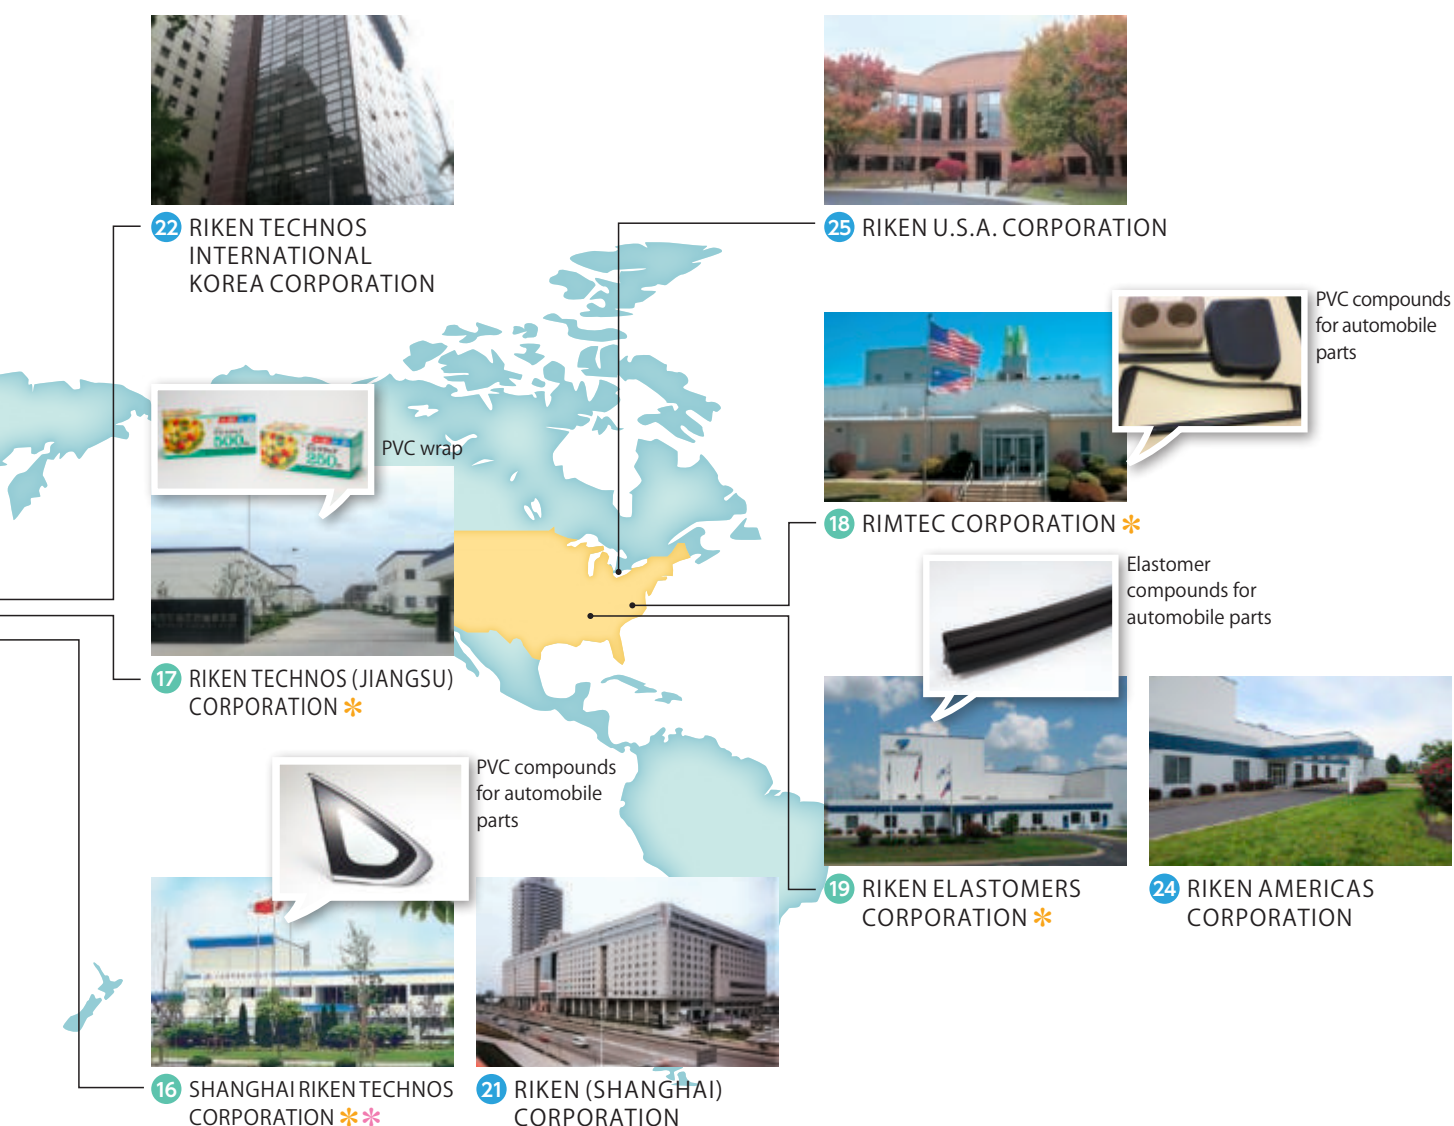 22 RIKEN TECHNOS
INTERNATIONAL
KOREA CORPORATION
25 RIKEN U.S.A. CORPORATION
PVC compounds
for automobile
parts
500
250
PVC wrap
18 RIMTEC CORPORATION *
Elastomer
compounds for
automobile parts
17 RIKEN TECHNOS (JIANGSU)
CORPORATION *
PVC compounds
for automobile
parts
19 RIKEN ELASTOMERS
CORPORATION *
24 RIKEN AMERICAS
CORPORATION
16 SHANGHAI RIKEN TECHNOS
CORPORATION * *
21 RIKEN (SHANGHAI)
CORPORATION